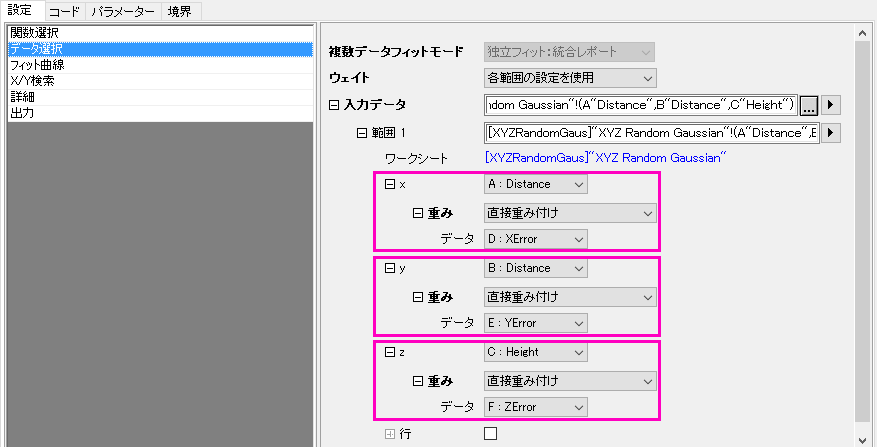 設定 コード パラメーター 境界
関数選択
データ選択
フィット曲線
X/Y検索
詳細
出力
複数データフィットモード 独立フィット:統合レポート
ウェイト 各範囲の設定を使用
入力データ ndom Gaussian"!(A"Distance",B"Distance",C"Height") ...
範囲 1 [XYZRandomGaus]"XYZ Random Gaussian"!(A"Distance",B
ワークシート [XYZRandomGaus]"XYZ Random Gaussian"
x A : Distance
重み 直接重み付け
データ D : XError
y B : Distance
重み 直接重み付け
データ E : YError
z C : Height
重み 直接重み付け
データ F : ZError
行